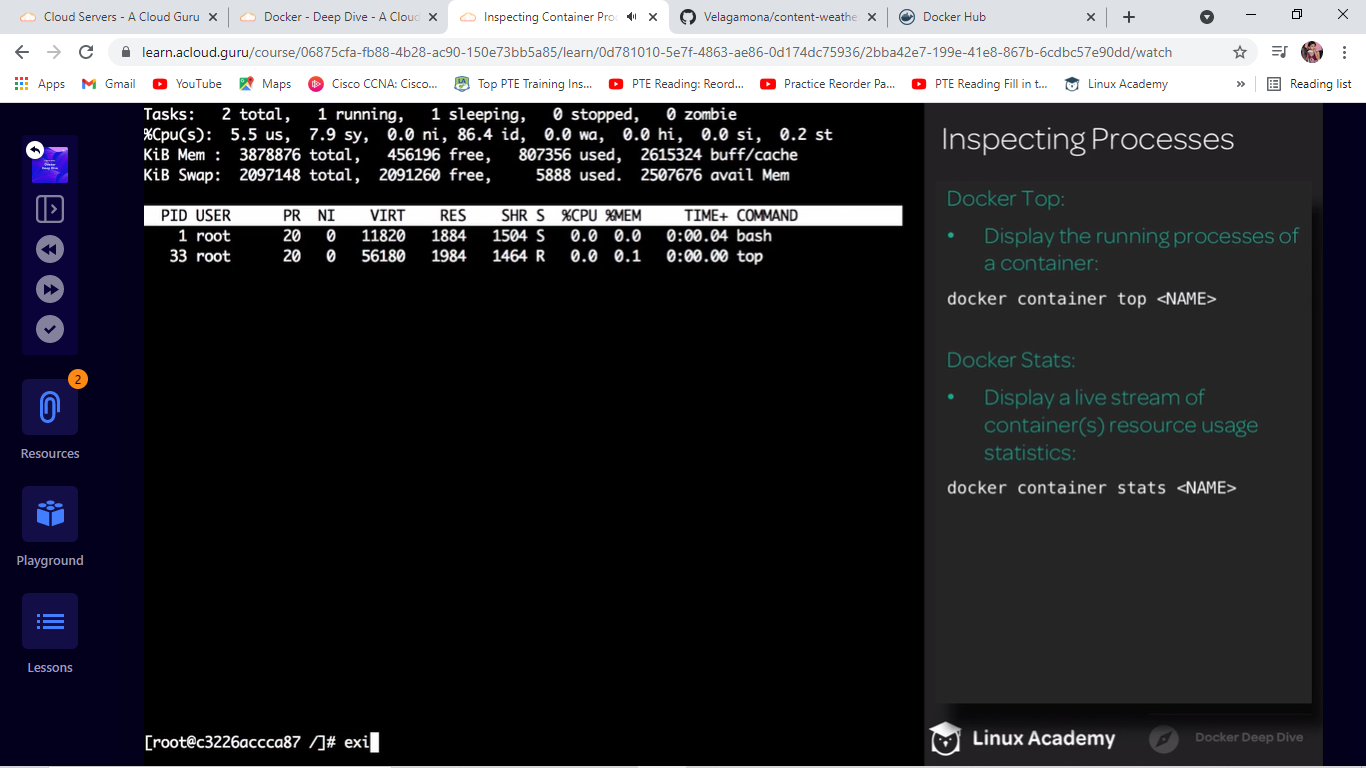 Cloud Servers - A Cloud Guru
Docker - Deep Dive - A Cloud
Inspecting Container Pro
Velagamona/content-weathe
Docker Hub
learn.acloud.guru/course/06875cfa-fb88-4b28-ac90-150e73bb5a85/learn/0d781010-5e7f-4863-ae86-0d174dc75936/2bba42e7-199e-41e8-867b-6cdbc57e90dd/watch
Apps
Gmail
YouTube
Maps
Cisco CCNA: Cisco...
Top PTE Training Ins...
PTE Reading: Reord...
Practice Reorder Pa...
PTE Reading Fill in t...
Linux Academy
»
Reading list
Docker
Deep Dive
2
Resources
Playground
Lessons
Tasks:   2 total,   1 running,   1 sleeping,   0 stopped,   0 zombie
%Cpu(s):  5.5 us,  7.9 sy,  0.0 ni, 86.4 id,  0.0 wa,  0.0 hi,  0.0 si,  0.2 st
KiB Mem :  3878876 total,   456196 free,   807356 used,  2615324 buff/cache
KiB Swap:  2097148 total,  2091260 free,     5888 used.  2507676 avail Mem
PID USER      PR  NI    VIRT    RES    SHR S  %CPU %MEM     TIME+ COMMAND
1 root      20   0   11820   1884   1504 S   0.0  0.0   0:00.04 bash
33 root      20   0   56180   1984   1464 R   0.0  0.1   0:00.00 top
[root@c3226accca87 /]# exi
Inspecting Processes
Docker Top:
• Display the running processes of
a container:
docker container top <NAME>
Docker Stats:
• Display a live stream of
container(s) resource usage
statistics:
docker container stats <NAME>
Linux Academy
Docker Deep Dive